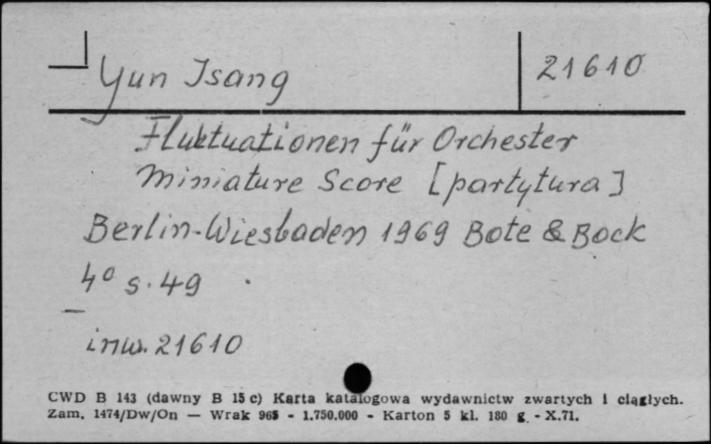 Yun Isang 21610
Fluktuationen für Orchester
Miniature Score [partytura]
Berlin-Wiesbaden 1969 Bote & Bock
4° s. 49
inw. 21610
CWD B 143 (dawny B 15 c) Karta katalogowa wydawnictw zwartych i ciągłych.
Zam. 1474/Dw/On — Wrak 965 - 1.750.000 - Karton 5 kl. 180 g. - X.71.